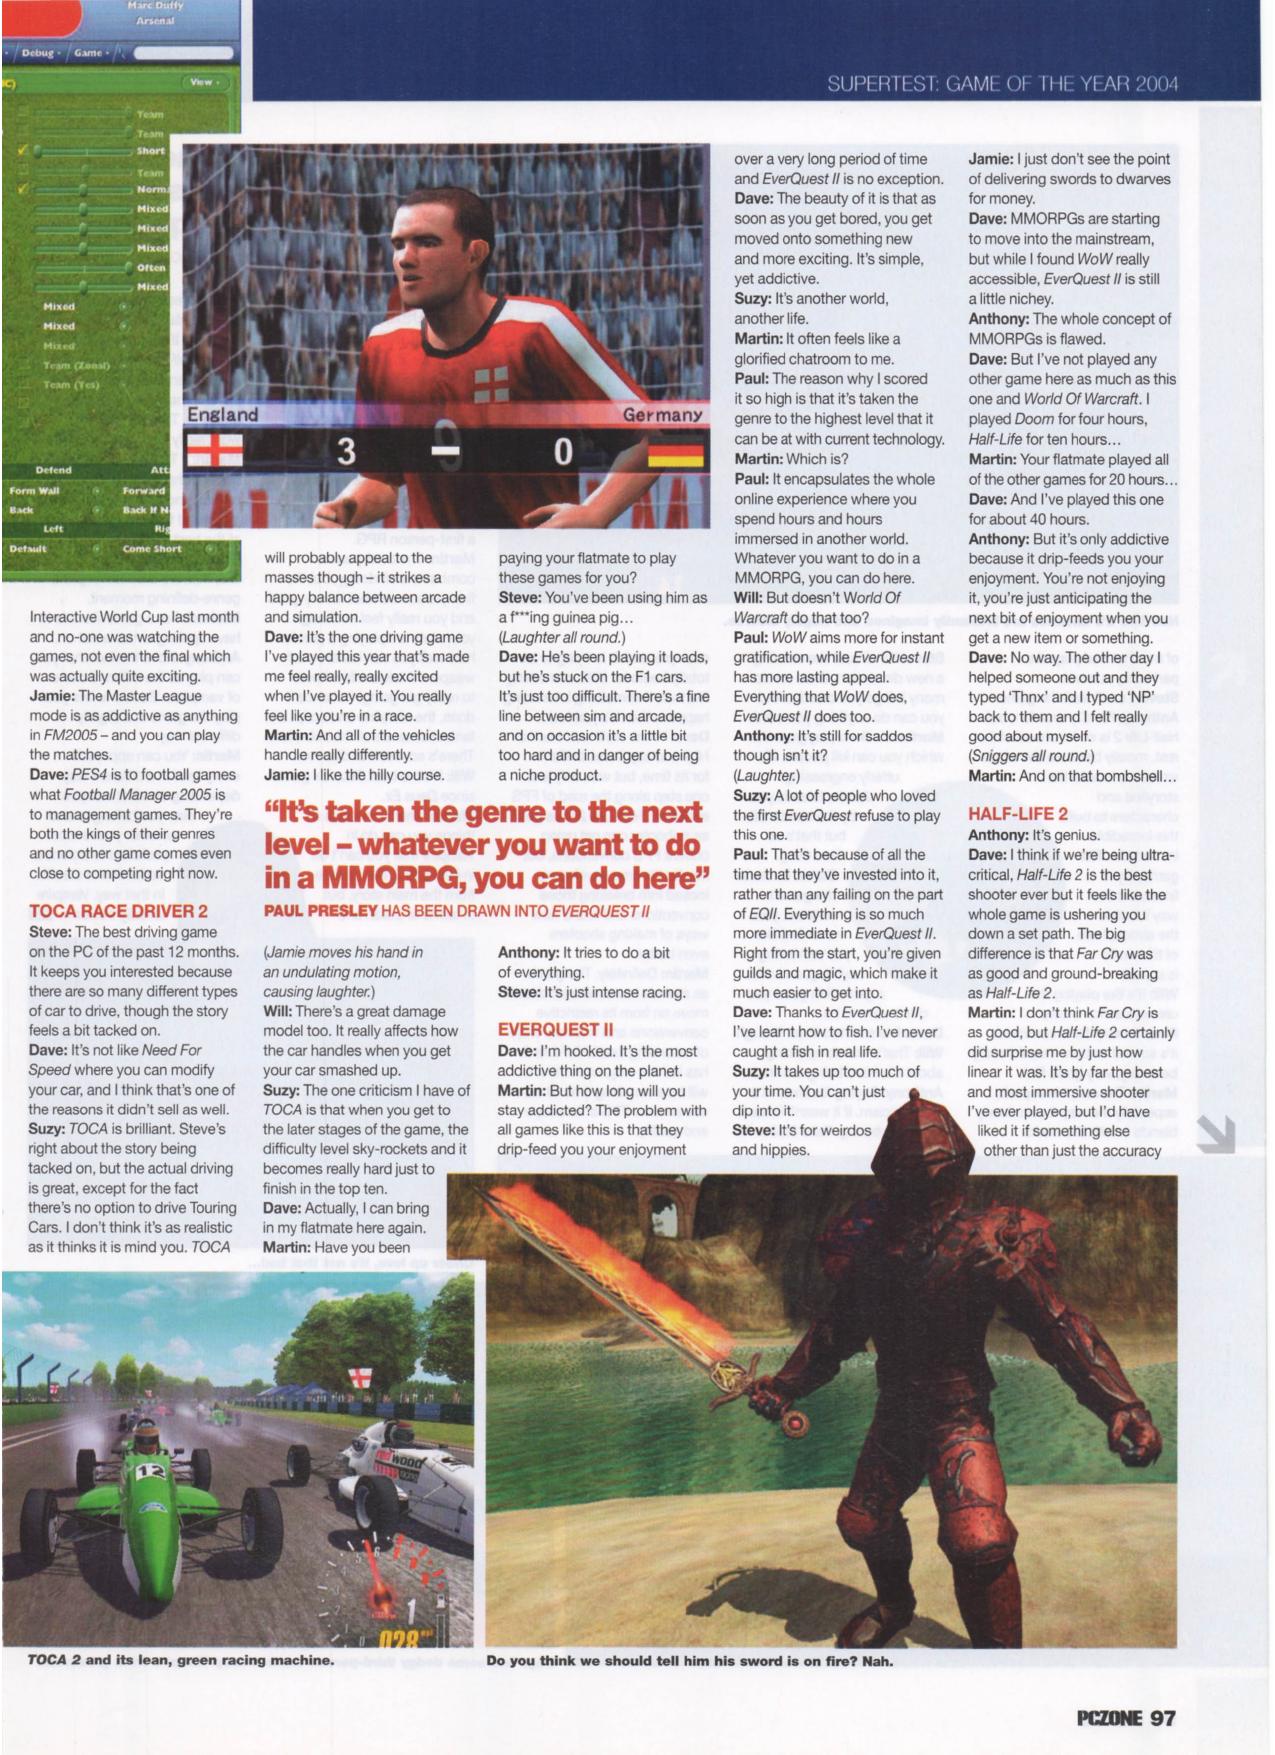 Marc Duffy
Arsenal
Debug
Game
View
Team
Team
Short
Team
Mixed
Mixed
Mixed
Often
Mixed
Mixed
Mixed
Mixed
Team (Zonal)
Team (Yes)
Defend
Form Wall
Forward
Back
Left
Default
Come Short
SUPERTEST: GAME OF THE YEAR 2004
England
Germany
3 – 0
Interactive World Cup last month
and no-one was watching the
games, not even the final which
was actually quite exciting.
Jamie: The Master League
mode is as addictive as anything
in FM2005 – and you can play
the matches.
Dave: PES4 is to football games
what Football Manager 2005 is
to management games. They're
both the kings of their genres
and no other game comes even
close to competing right now.
TOCA RACE DRIVER 2
Steve: The best driving game
on the PC of the past 12 months.
It keeps you interested because
there are so many different types
of car to drive, though the story
feels a bit tacked on.
Dave: It's not like Need For
Speed where you can modify
your car, and I think that's one of
the reasons it didn't sell as well.
Suzy: TOCA is brilliant. Steve's
right about the story being
tacked on, but the actual driving
is great, except for the fact
there's no option to drive Touring
Cars. I don't think it's as realistic
as it thinks it is mind you. TOCA
will probably appeal to the
masses though – it strikes a
happy balance between arcade
and simulation.
Dave: It's the one driving game
I've played this year that's made
me feel really, really excited
when I've played it. You really
feel like you're in a race.
Martin: And all of the vehicles
handle really differently.
Jamie: I like the hilly course.
"It's taken the genre to the next
level – whatever you want to do
in a MMORPG, you can do here"
PAUL PRESLEY HAS BEEN DRAWN INTO EVERQUEST II
(Jamie moves his hand in
an undulating motion,
causing laughter.)
Will: There's a great damage
model too. It really affects how
the car handles when you get
your car smashed up.
Suzy: The one criticism I have of
TOCA is that when you get to
the later stages of the game, the
difficulty level sky-rockets and it
becomes really hard just to
finish in the top ten.
Dave: Actually, I can bring
in my flatmate here again.
Martin: Have you been
paying your flatmate to play
these games for you?
Steve: You've been using him as
a f***ing guinea pig...
(Laughter all round.)
Dave: He's been playing it loads,
but he's stuck on the F1 cars.
It's just too difficult. There's a fine
line between sim and arcade,
and on occasion it's a little bit
too hard and in danger of being
a niche product.
Anthony: It tries to do a bit
of everything.
Steve: It's just intense racing.
EVERQUEST II
Dave: I'm hooked. It's the most
addictive thing on the planet.
Martin: But how long will you
stay addicted? The problem with
all games like this is that they
drip-feed you your enjoyment
over a very long period of time
and EverQuest II is no exception.
Dave: The beauty of it is that as
soon as you get bored, you get
moved onto something new
and more exciting. It's simple,
yet addictive.
Suzy: It's another world,
another life.
Martin: It often feels like a
glorified chatroom to me.
Paul: The reason why I scored
it so high is that it's taken the
genre to the highest level that it
can be at with current technology.
Martin: Which is?
Paul: It encapsulates the whole
online experience where you
spend hours and hours
immersed in another world.
Whatever you want to do in a
MMORPG, you can do here.
Will: But doesn't World Of
Warcraft do that too?
Paul: WoW aims more for instant
gratification, while EverQuest II
has more lasting appeal.
Everything that WoW does,
EverQuest II does too.
Anthony: It's still for saddos
though isn't it?
(Laughter.)
Suzy: A lot of people who loved
the first EverQuest refuse to play
this one.
Paul: That's because of all the
time that they've invested into it,
rather than any failing on the part
of EQII. Everything is so much
more immediate in EverQuest II.
Right from the start, you're given
guilds and magic, which make it
much easier to get into.
Dave: Thanks to EverQuest II,
I've learnt how to fish. I've never
caught a fish in real life.
Suzy: It takes up too much of
your time. You can't just
dip into it.
Steve: It's for weirdos
and hippies.
Jamie: I just don't see the point
of delivering swords to dwarves
for money.
Dave: MMORPGs are starting
to move into the mainstream,
but while I found WoW really
accessible, EverQuest II is still
a little nichey.
Anthony: The whole concept of
MMORPGs is flawed.
Dave: But I've not played any
other game here as much as this
one and World Of Warcraft. I
played Doom for four hours,
Half-Life for ten hours...
Martin: Your flatmate played all
of the other games for 20 hours...
Dave: And I've played this one
for about 40 hours.
Anthony: But it's only addictive
because it drip-feeds you your
enjoyment. You're not enjoying
it, you're just anticipating the
next bit of enjoyment when you
get a new item or something.
Dave: No way. The other day I
helped someone out and they
typed 'Thnx' and I typed 'NP'
back to them and I felt really
good about myself.
(Sniggers all round.)
Martin: And on that bombshell...
HALF-LIFE 2
Anthony: It's genius.
Dave: I think if we're being ultra-
critical, Half-Life 2 is the best
shooter ever but it feels like the
whole game is ushering you
down a set path. The big
difference is that Far Cry was
as good and ground-breaking
as Half-Life 2.
Martin: I don't think Far Cry is
as good, but Half-Life 2 certainly
did surprise me by just how
linear it was. It's by far the best
and most immersive shooter
I've ever played, but I'd have
liked it if something else
other than just the accuracy
12
1
028
TOCA 2 and its lean, green racing machine.
Do you think we should tell him his sword is on fire? Nah.
PCZONE 97